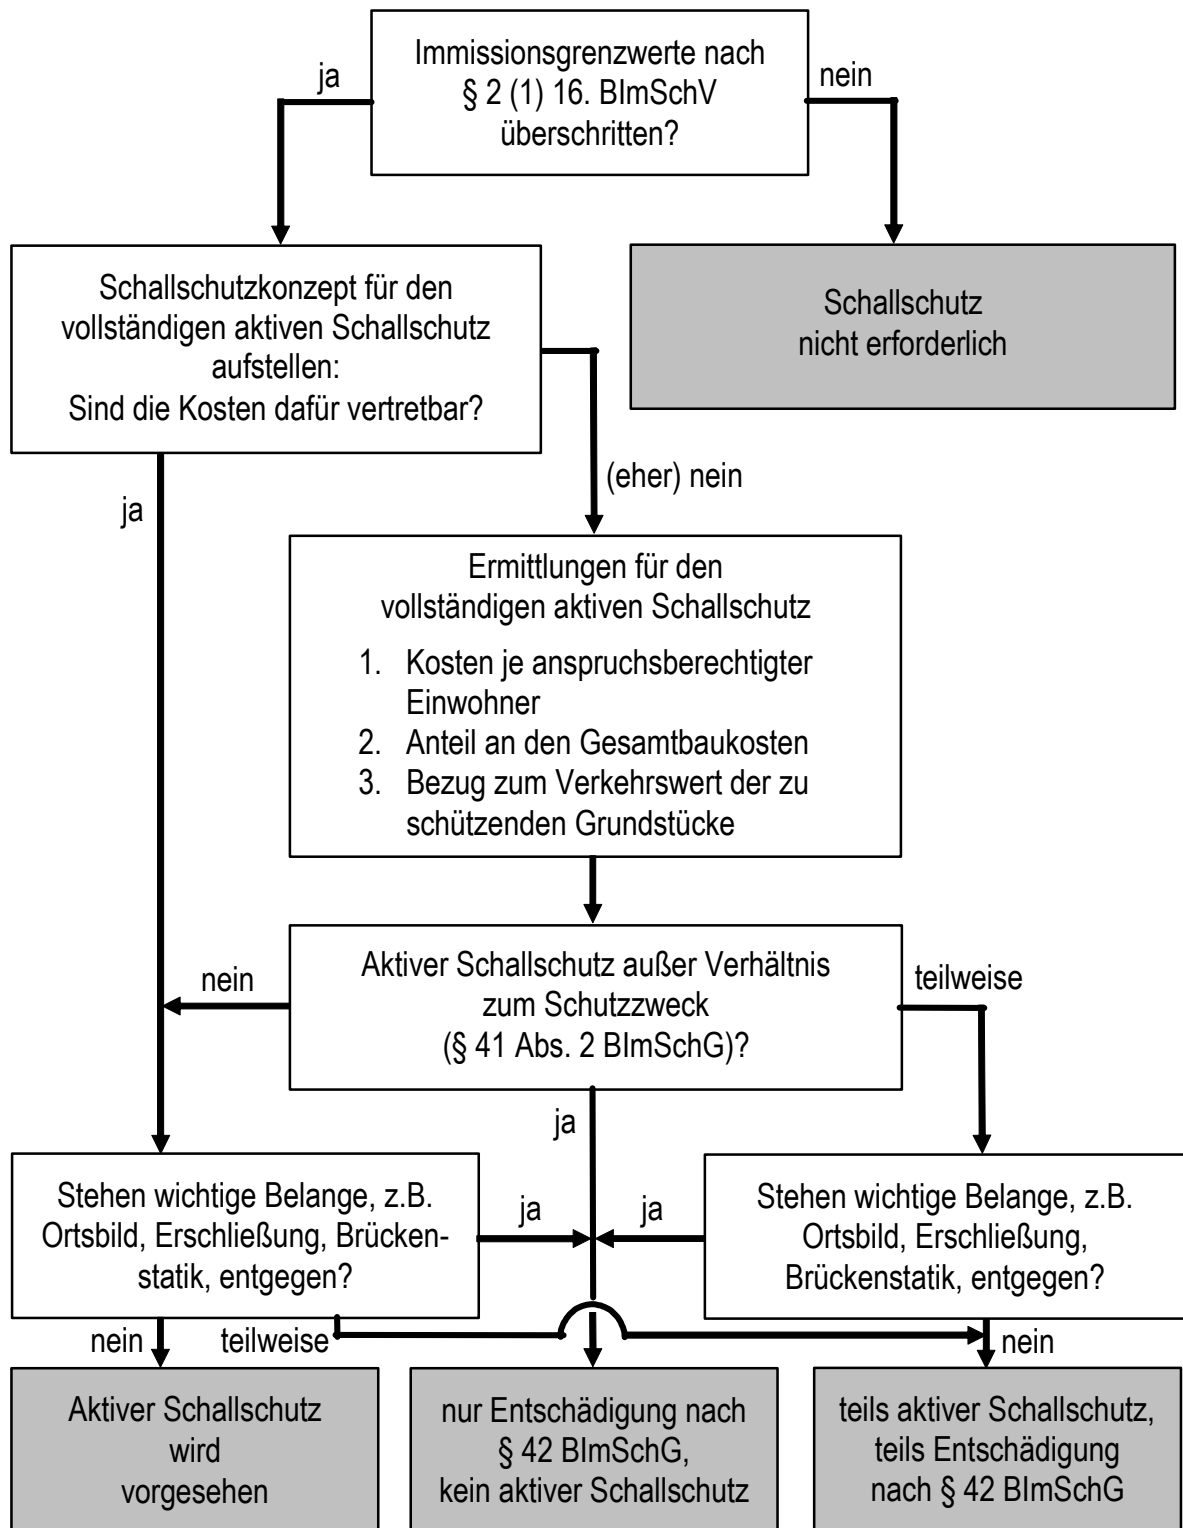 Immissionsgrenzwerte nach
§ 2 (1) 16. BImSchV
überschritten?
ja
nein
Schallschutzkonzept für den
vollständigen aktiven Schallschutz
aufstellen:
Sind die Kosten dafür vertretbar?
Schallschutz
nicht erforderlich
ja
(eher) nein
Ermittlungen für den
vollständigen aktiven Schallschutz
1. Kosten je anspruchsberechtigter
Einwohner
2. Anteil an den Gesamtbaukosten
3. Bezug zum Verkehrswert der zu
schützenden Grundstücke
nein
Aktiver Schallschutz außer Verhältnis
zum Schutzzweck
(§ 41 Abs. 2 BImSchG)?
teilweise
ja
Stehen wichtige Belange, z.B.
Ortsbild, Erschließung, Brücken-
statik, entgegen?
ja
ja
Stehen wichtige Belange, z.B.
Ortsbild, Erschließung,
Brückenstatik, entgegen?
nein
teilweise
nein
Aktiver Schallschutz
wird
vorgesehen
nur Entschädigung nach
§ 42 BImSchG,
kein aktiver Schallschutz
teils aktiver Schallschutz,
teils Entschädigung
nach § 42 BImSchG